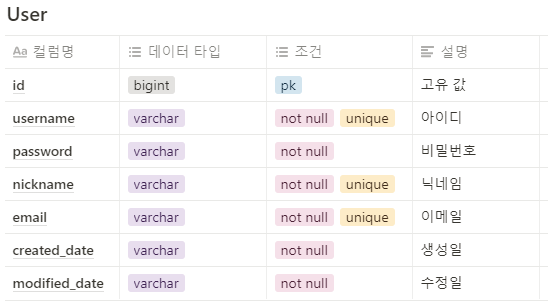 User
Aa 컬럼명 데이터 타입 조건 설명
id bigint pk 고유 값
username varchar not null unique 아이디
password varchar not null 비밀번호
nickname varchar not null unique 닉네임
email varchar not null unique 이메일
created_date varchar not null 생성일
modified_date varchar not null 수정일